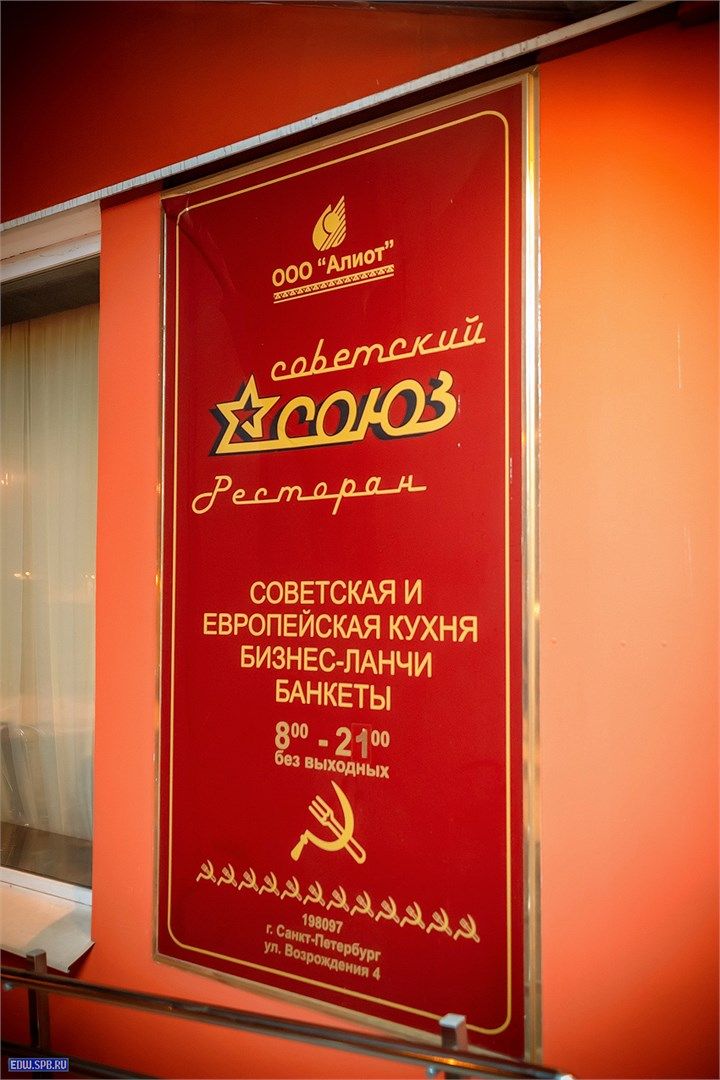 ООО "Алиот"
советский
союз
Ресторан
СОВЕТСКАЯ И
ЕВРОПЕЙСКАЯ КУХНЯ
БИЗНЕС-ЛАНЧИ
БАНКЕТЫ
8⁰⁰ - 21⁰⁰
без выходных
198097
г. Санкт-Петербург
ул. Возрождения 4
EDW.SPB.RU